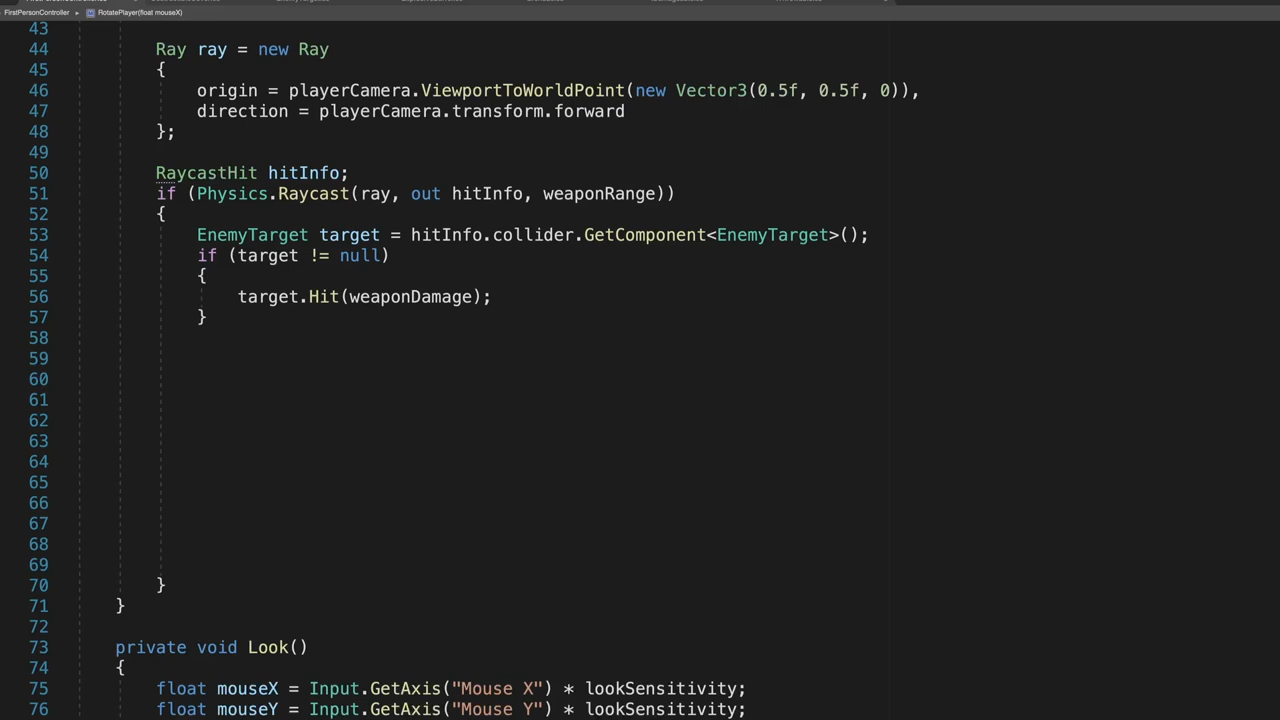 FirstPersonController ▸ RotatePlayer(float mouseX)
43
44 Ray ray = new Ray
45 {
46 origin = playerCamera.ViewportToWorldPoint(new Vector3(0.5f, 0.5f, 0)),
47 direction = playerCamera.transform.forward
48 };
49
50 RaycastHit hitInfo;
51 if (Physics.Raycast(ray, out hitInfo, weaponRange))
52 {
53 EnemyTarget target = hitInfo.collider.GetComponent<EnemyTarget>();
54 if (target != null)
55 {
56 target.Hit(weaponDamage);
57 }
58
59
60
61
62
63
64
65
66
67
68
69
70 }
71 }
72
73 private void Look()
74 {
75 float mouseX = Input.GetAxis("Mouse X") * lookSensitivity;
76 float mouseY = Input.GetAxis("Mouse Y") * lookSensitivity;